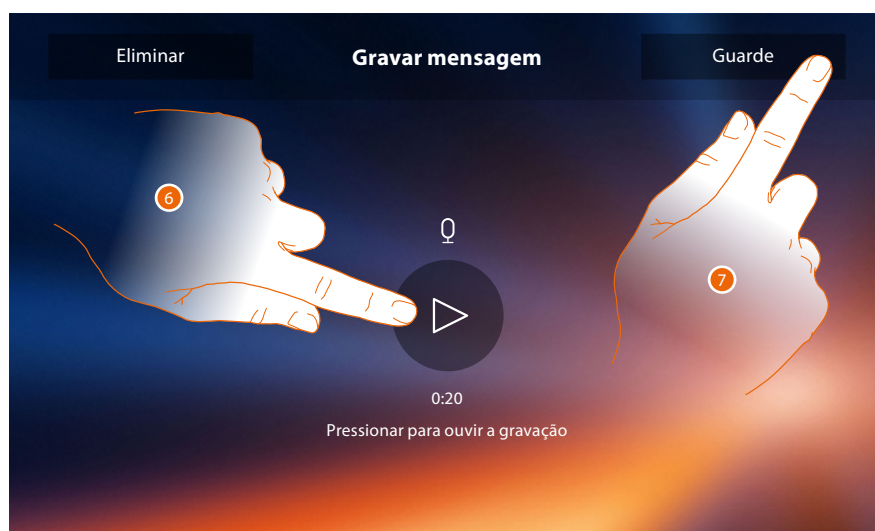 Eliminar
Gravar mensagem
Guarde
6
7
0:20
Pressionar para ouvir a gravação